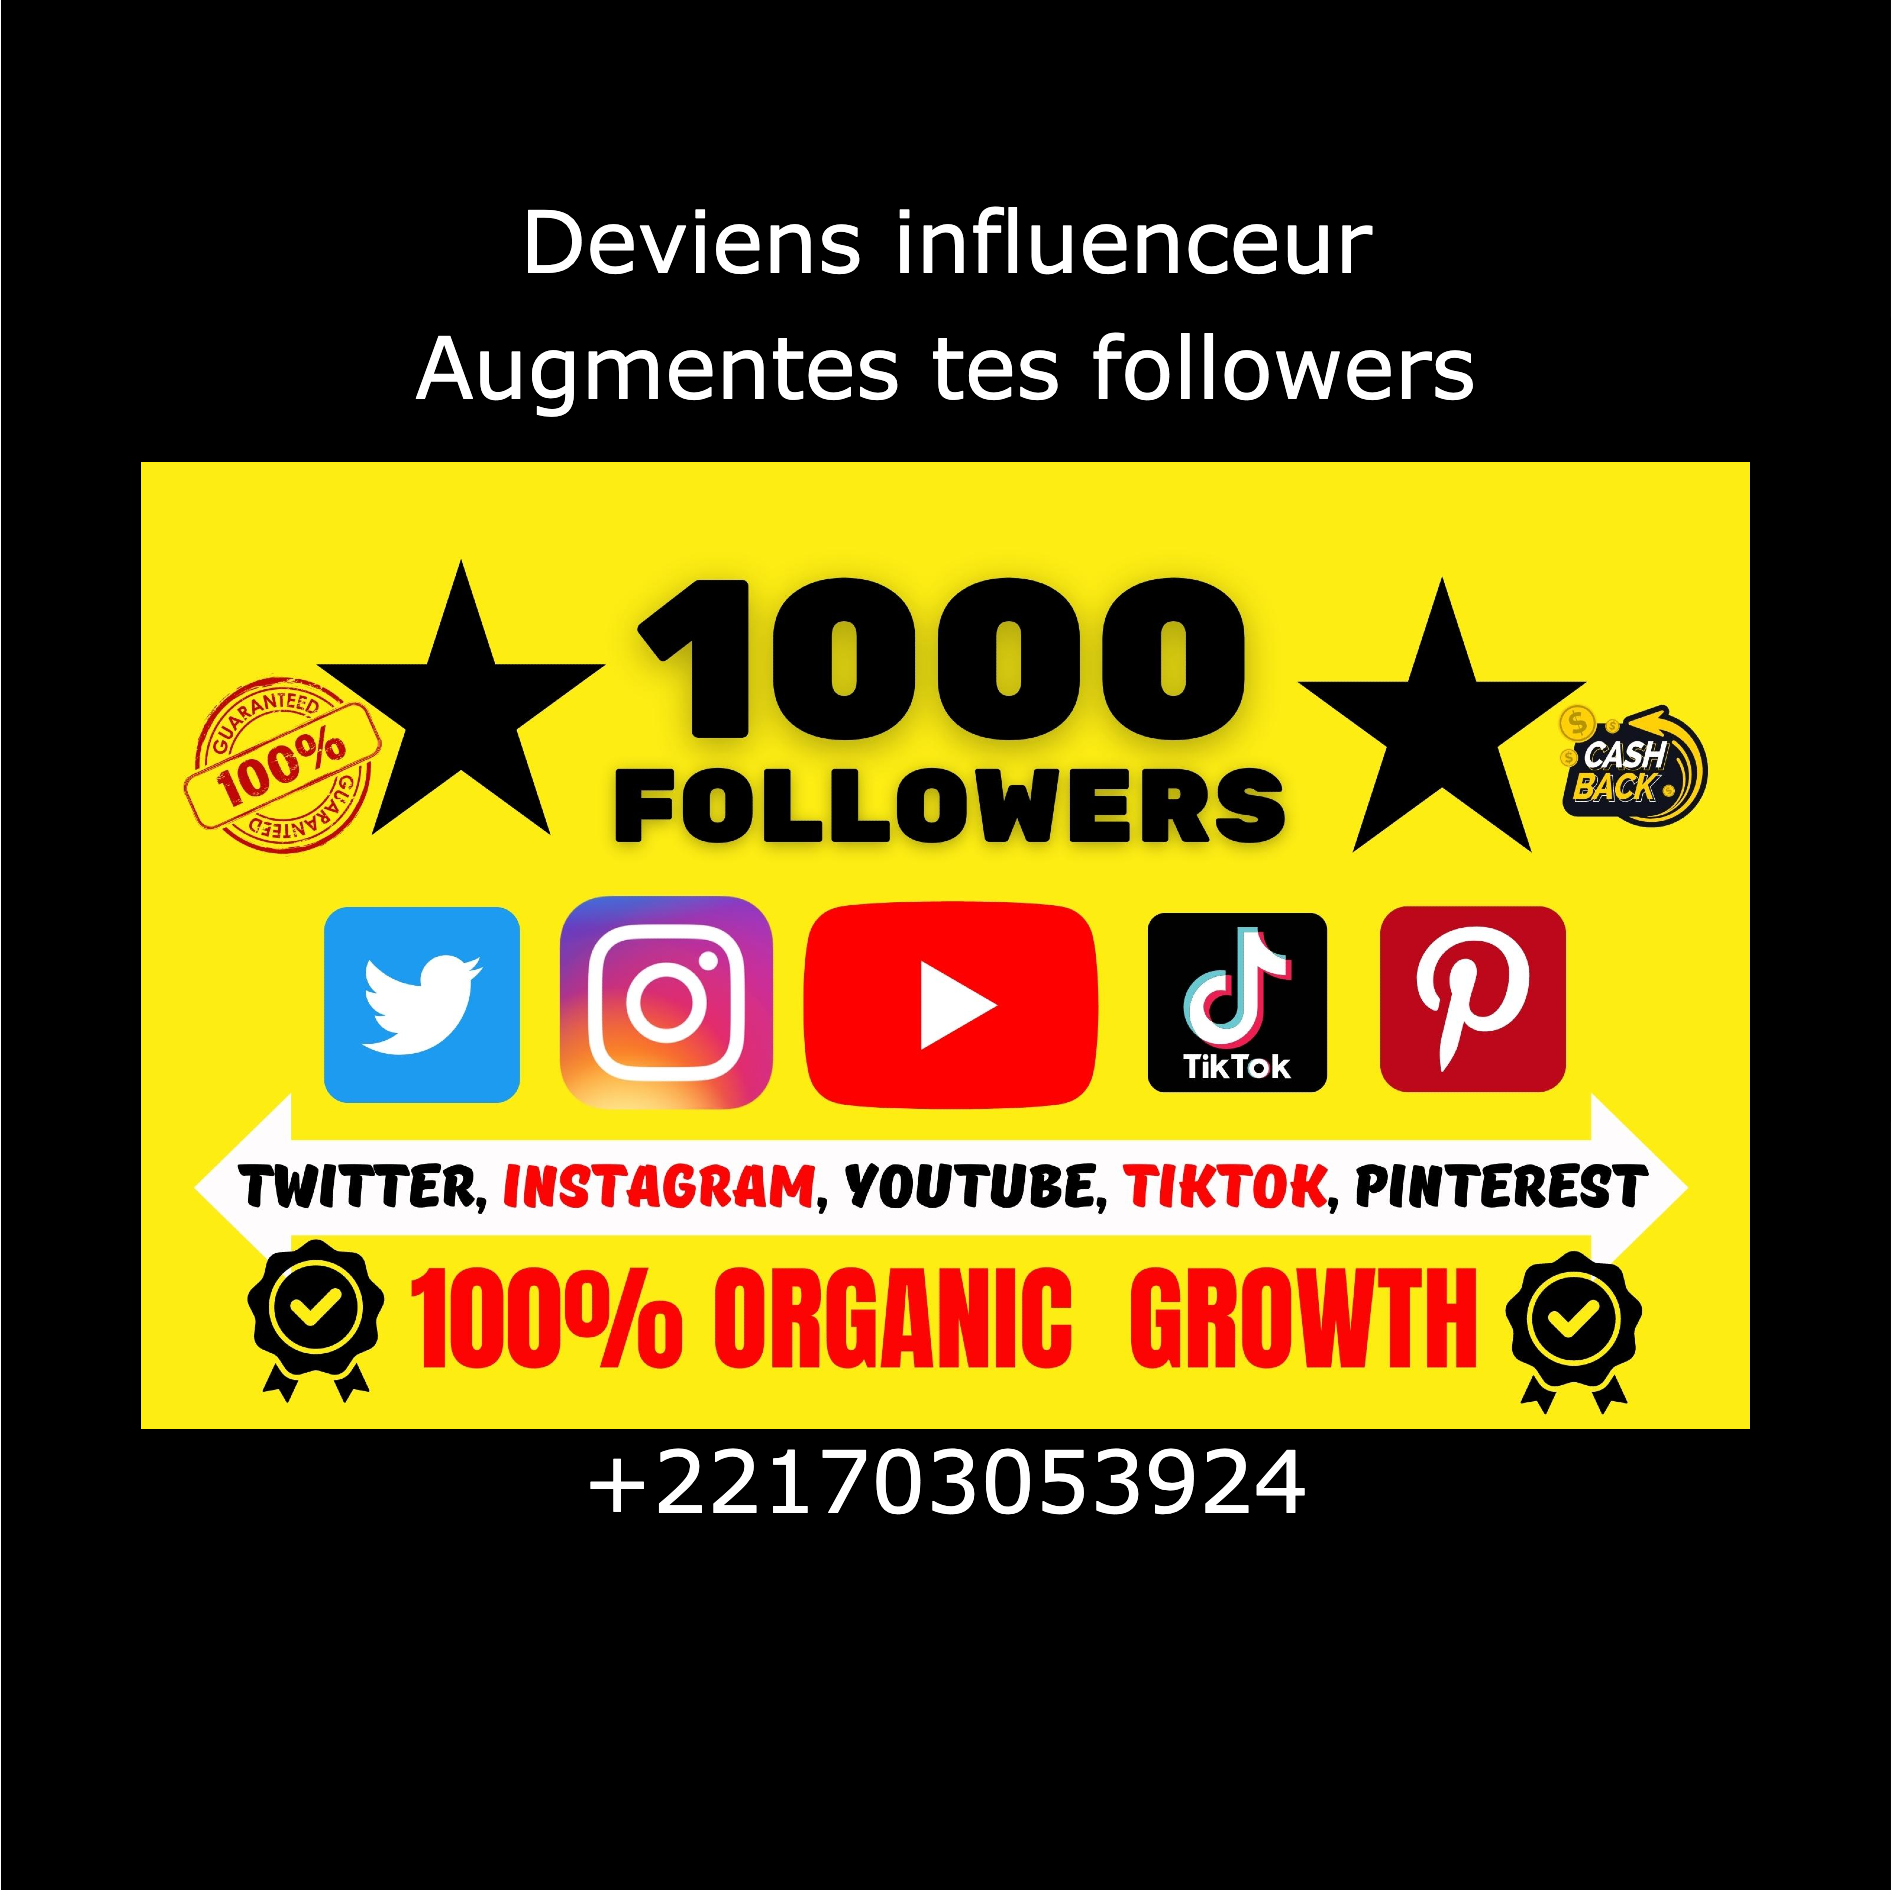 Deviens influenceur
Augmentes tes followers
1000
FOLLOWERS
GUARANTEED
100%
GUARANTEED
CASH
BACK
TikTok
TWITTER, INSTAGRAM, YOUTUBE, TIKTOK, PINTEREST
100% ORGANIC GROWTH
+221703053924